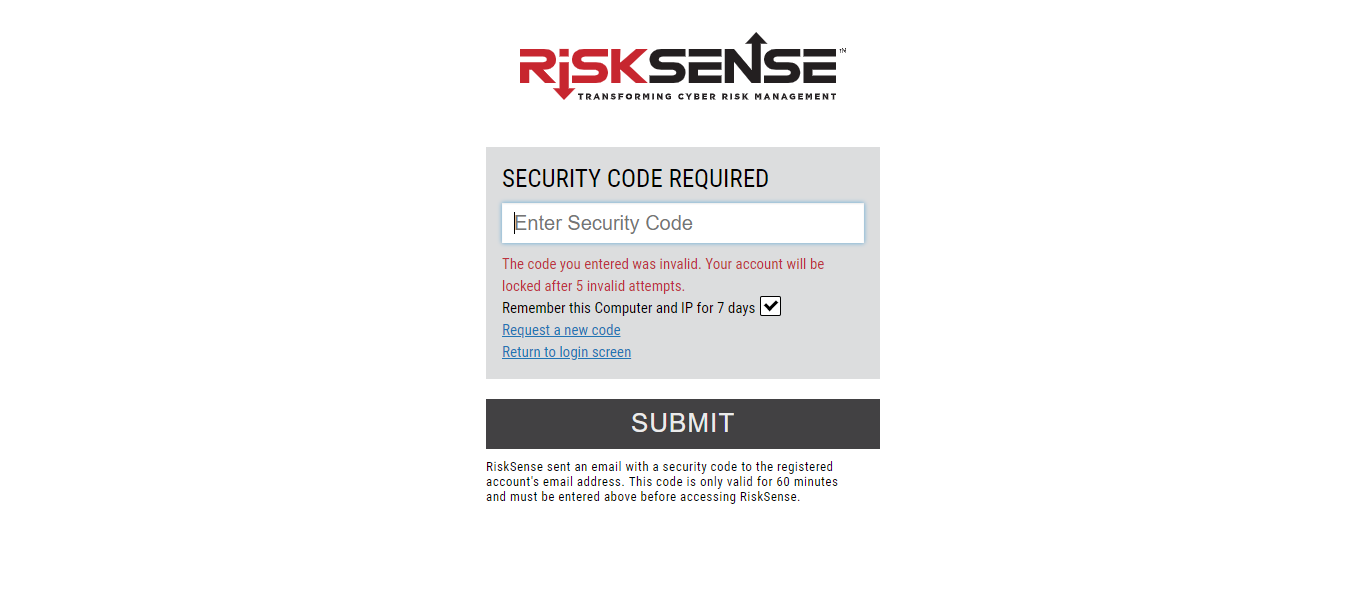 RiSKSENSE™
TRANSFORMING CYBER RISK MANAGEMENT
SECURITY CODE REQUIRED
Enter Security Code
The code you entered was invalid. Your account will be
locked after 5 invalid attempts.
Remember this Computer and IP for 7 days
Request a new code
Return to login screen
SUBMIT
RiskSense sent an email with a security code to the registered
account's email address. This code is only valid for 60 minutes
and must be entered above before accessing RiskSense.